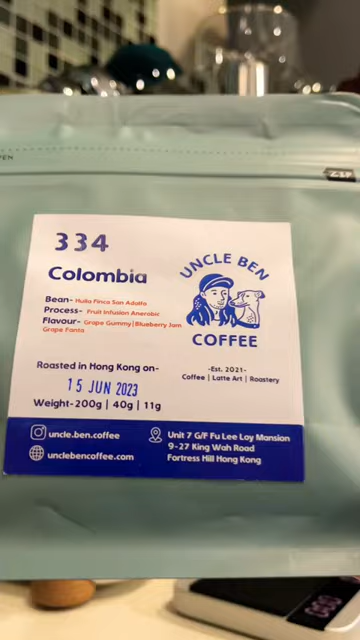 334
Colombia
UNCLE BEN
COFFEE
Bean- Huila Finca San Adolfo
Process- Fruit Infusion Anerobic
Flavour- Grape Gummy|Blueberry Jam
Grape Fanta
-Est. 2021-
Coffee | Latte Art | Roastery
Roasted in Hong Kong on-
15 JUN 2023
Weight-200g | 40g | 11g
uncle.ben.coffee
unclebencoffee.com
Unit 7 G/F Fu Lee Loy Mansion
9-27 King Wah Road
Fortress Hill Hong Kong